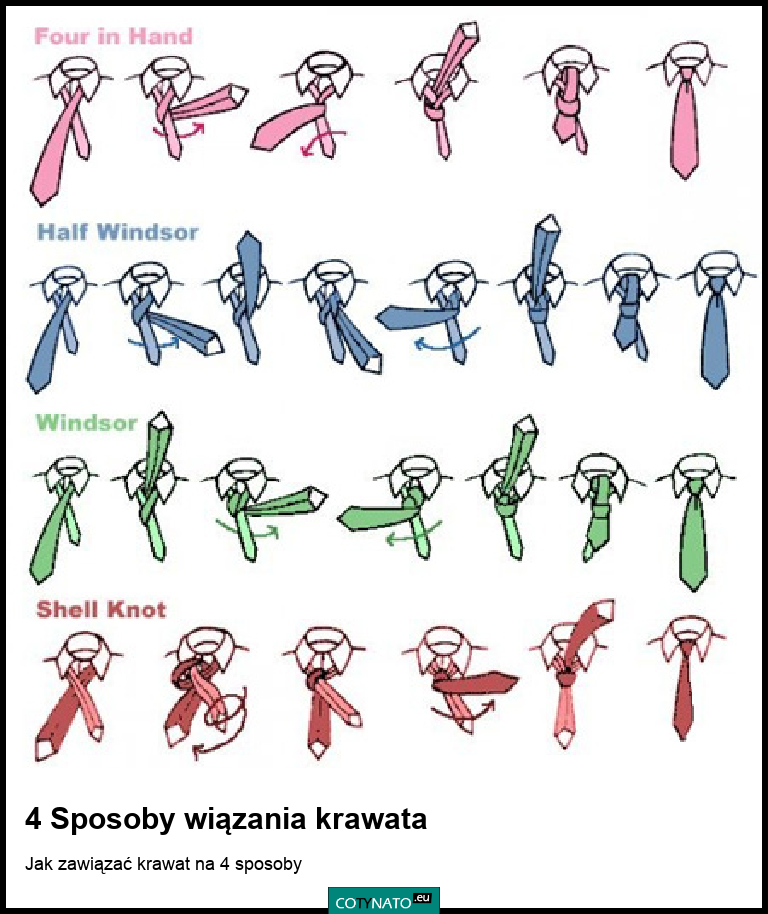 Four in Hand
Half Windsor
Windsor
Shell Knot
4 Sposoby wiązania krawata
Jak zawiązać krawat na 4 sposoby
COTYNATO.eu